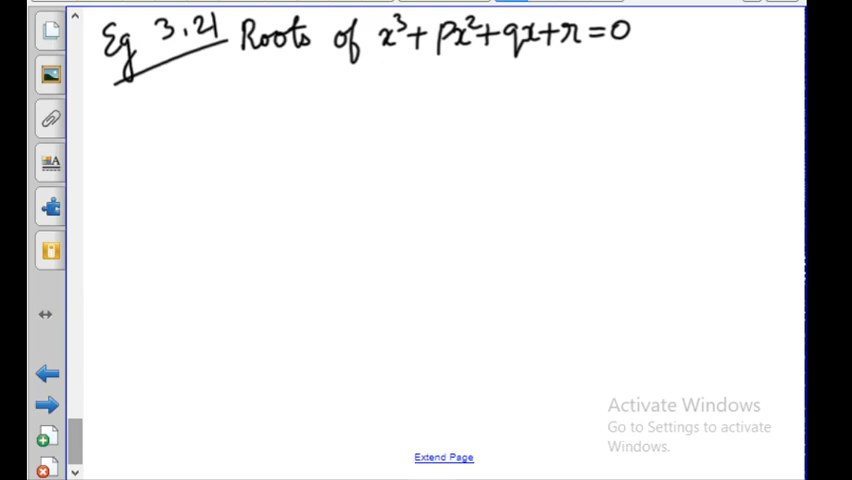 Eg 3.21 Roots of x³+px²+qx+r=0
Activate Windows
Go to Settings to activate
Windows.
Extend Page